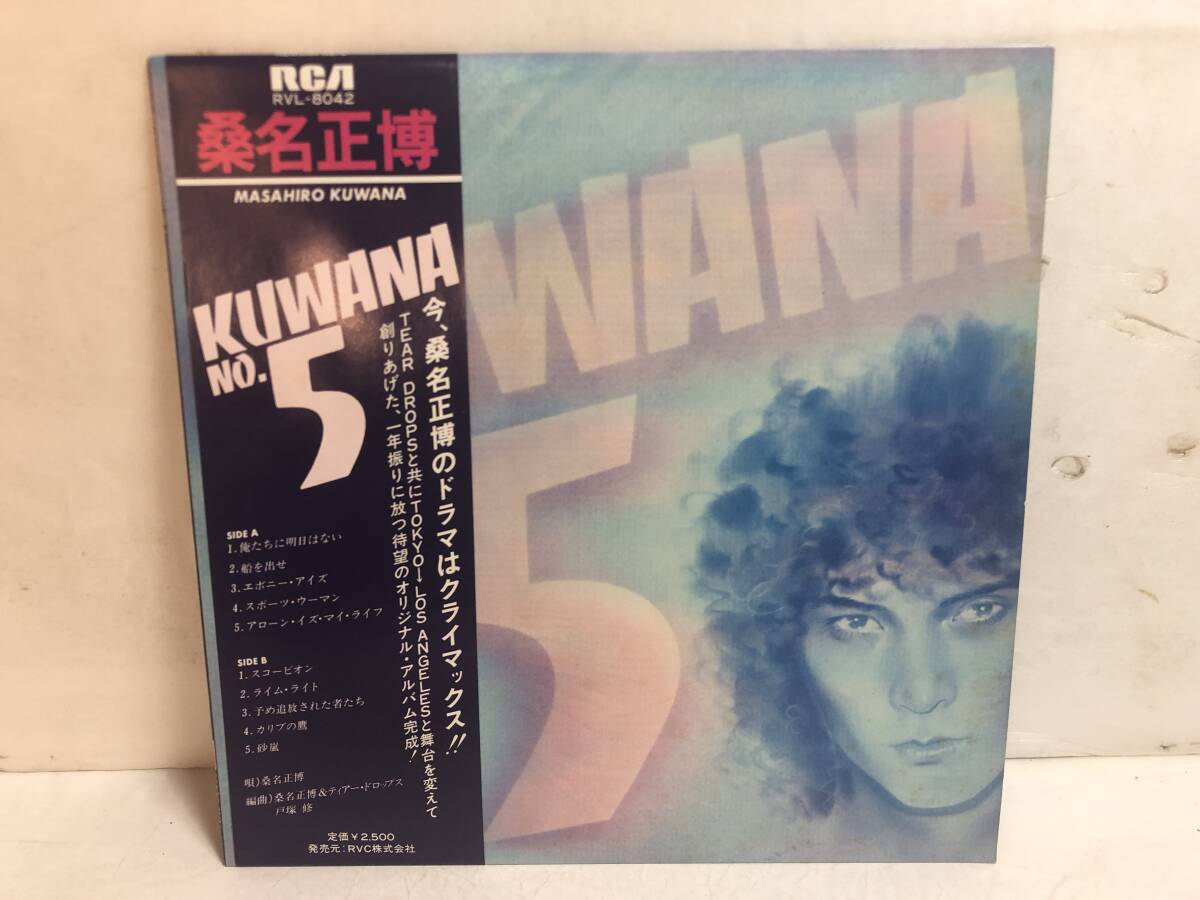 RCA
RVL-8042
桑名正博
MASAHIRO KUWANA
KUWANA
NO.5
今、桑名正博のドラマはクライマックス!!
TEAR DROPSと共にTOKYO→LOS ANGELESと舞台を変えて
創りあげた、一年振りに放つ待望のオリジナル・アルバム完成!
SIDE A
1.俺たちに明日はない
2.船を出せ
3.エボニー・アイズ
4.スポーツ・ウーマン
5.アローン・イズ・マイ・ライフ
SIDE B
1.スコーピオン
2.ライム・ライト
3.予め追放された者たち
4.カリブの鷹
5.砂嵐
唄)桑名正博
編曲)桑名正博&ティアー・ドロップス
戸塚 修
定価¥2,500
発売元:RVC株式会社
WANA
5